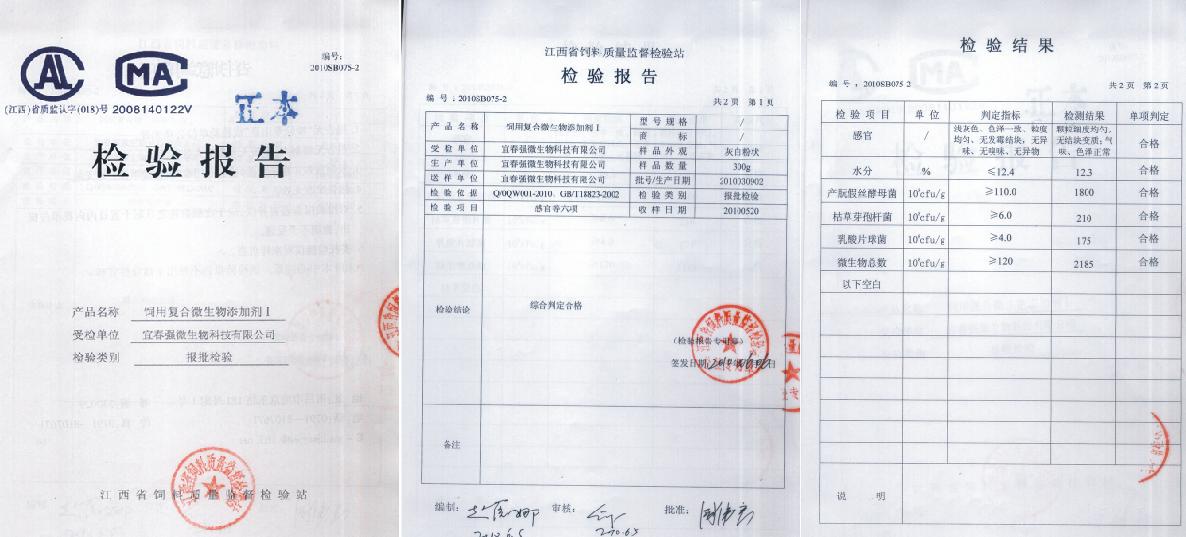 编号:
2010SB075-2
CAL
CMA
(江西)省质监认字(018)号 2008140122V
正本
检验报告
产品名称 饲用复合微生物添加剂Ⅰ
受检单位 宜春强微生物科技有限公司
检验类别 报批检验
江西省饲料质量监督检验站
江西省饲料质量监督检验站
检验报告
编号:2010SB075-2 共2页 第1页
产品名称 饲用复合微生物添加剂Ⅰ 型号规格 /
商标 /
受检单位 宜春强微生物科技有限公司 样品外观 灰白粉状
生产单位 宜春强微生物科技有限公司 样品数量 300g
送样单位 宜春强微生物科技有限公司 批号/生产日期 2010330902
检验依据 Q/0QW001-2010、GB/T18823-2002 检验类别 报批检验
检验项目 感官等六项 收样日期 20100520
检验结论 综合判定合格
(检验报告专用章)
签发日期
备注
编制: 审核: 批准:
检验结果
编号:2010SB075-2 共2页 第2页
检验项目 单位 判定指标 检测结果 单项判定
感官 / 浅灰色、色泽一致、粒度均匀、无发霉结块,无异味、无嗅味、无异物 颗粒细度均匀,无结块变质;气味、色泽正常 合格
水分 % ≤12.4 12.3 合格
产朊假丝酵母菌 ≥110.0 1800 合格
枯草芽孢杆菌 ≥6.0 210 合格
乳酸片球菌 ≥4.0 175 合格
微生物总数 ≥120 2185 合格
以下空白
说明